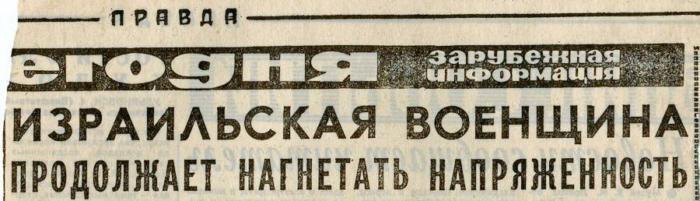 ПРАВДА
егодня
зарубежная
информация
ИЗРАИЛЬСКАЯ ВОЕНЩИНА
ПРОДОЛЖАЕТ НАГНЕТАТЬ НАПРЯЖЕННОСТЬ